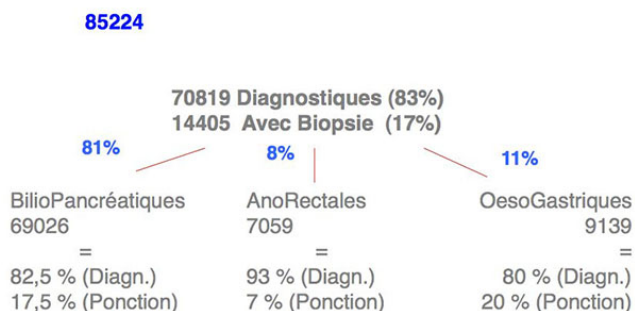 85224
70819 Diagnostiques (83%)
14405 Avec Biopsie (17%)
81%
8%
11%
BilioPancréatiques
69026
=
82,5 % (Diagn.)
17,5 % (Ponction)
AnoRectales
7059
=
93 % (Diagn.)
7 % (Ponction)
OesoGastriques
9139
=
80 % (Diagn.)
20 % (Ponction)